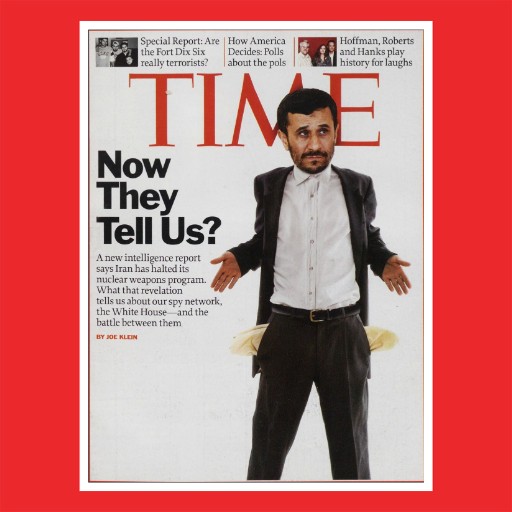 Special Report: Are
the Fort Dix Six
really terrorists?
How America
Decides: Polls
about the pols
Hoffman, Roberts
and Hanks play
history for laughs
TIME
Now
They
Tell Us?
A new intelligence report
says Iran has halted its
nuclear weapons program.
What that revelation
tells us about our spy network,
the White House—and the
battle between them
BY JOE KLEIN